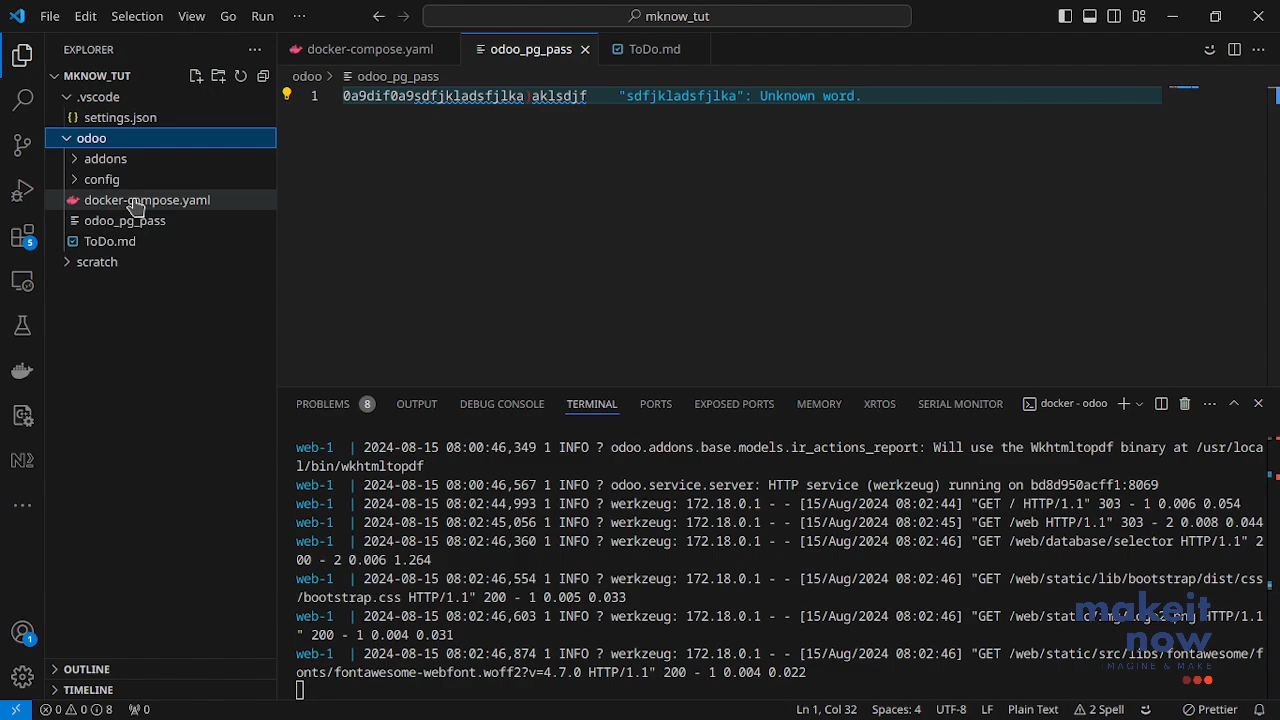 File Edit Selection View Go Run ··· mknow_tut
EXPLORER ···
MKNOW_TUT
.vscode
{} settings.json
odoo
addons
config
docker-compose.yaml
odoo_pg_pass
ToDo.md
scratch
OUTLINE
TIMELINE
5
1
docker-compose.yaml odoo_pg_pass ToDo.md
odoo > odoo_pg_pass
1 0a9dif0a9sdfjkladsfjlka)aklsdjf "sdfjkladsfjlka": Unknown word.
PROBLEMS 8 OUTPUT DEBUG CONSOLE TERMINAL PORTS EXPOSED PORTS MEMORY XRTOS SERIAL MONITOR docker - odoo
web-1 | 2024-08-15 08:00:46,349 1 INFO ? odoo.addons.base.models.ir_actions_report: Will use the Wkhtmltopdf binary at /usr/loca
l/bin/wkhtmltopdf
web-1 | 2024-08-15 08:00:46,567 1 INFO ? odoo.service.server: HTTP service (werkzeug) running on bd8d950acff1:8069
web-1 | 2024-08-15 08:02:44,993 1 INFO ? werkzeug: 172.18.0.1 - - [15/Aug/2024 08:02:44] "GET / HTTP/1.1" 303 - 1 0.006 0.054
web-1 | 2024-08-15 08:02:45,056 1 INFO ? werkzeug: 172.18.0.1 - - [15/Aug/2024 08:02:45] "GET /web HTTP/1.1" 303 - 2 0.008 0.044
web-1 | 2024-08-15 08:02:46,360 1 INFO ? werkzeug: 172.18.0.1 - - [15/Aug/2024 08:02:46] "GET /web/database/selector HTTP/1.1" 2
00 - 2 0.006 1.264
web-1 | 2024-08-15 08:02:46,554 1 INFO ? werkzeug: 172.18.0.1 - - [15/Aug/2024 08:02:46] "GET /web/static/lib/bootstrap/dist/css
/bootstrap.css HTTP/1.1" 200 - 1 0.005 0.033
web-1 | 2024-08-15 08:02:46,603 1 INFO ? werkzeug: 172.18.0.1 - - [15/Aug/2024 08:02:46] "GET HTTP/1.1
" 200 - 1 0.004 0.031
web-1 | 2024-08-15 08:02:46,874 1 INFO ? werkzeug: 172.18.0.1 - - [15/Aug/2024 08:02:46] "GET /web/static/src/libs/fontawesome/f
onts/fontawesome-webfont.woff2?v=4.7.0 HTTP/1.1" 200 - 1 0.004 0.022
makeit
now
IMAGINE & MAKE
0 0 8 0 Ln 1, Col 32 Spaces: 4 UTF-8 LF Plain Text 2 Spell Prettier